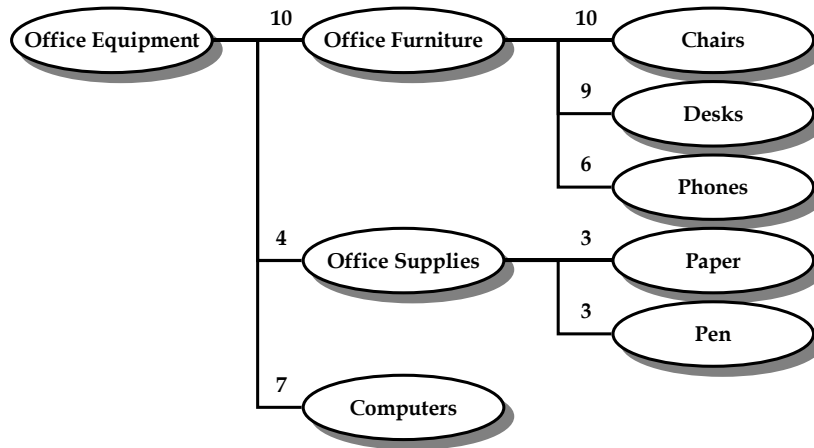 10 10
Office Equipment Office Furniture Chairs
9
Desks
6
Phones
4 3
Office Supplies Paper
3
Pen
7
Computers